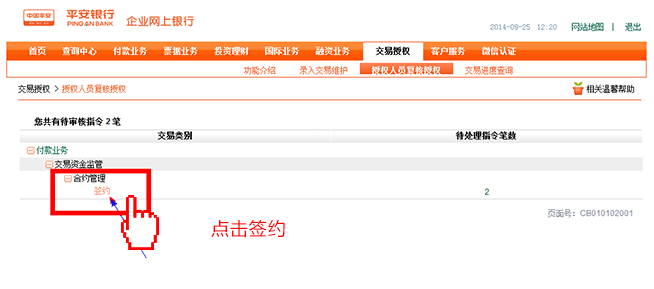 中国平安 平安银行 PINGAN BANK 企业网上银行
2014-09-25 12:20 网站地图 | 退出
首页 查询中心 付款业务 票据业务 投资理财 国际业务 融资业务 交易授权 客户服务 微信认证
功能介绍 录入交易维护 授权人员复核授权 交易进度查询
交易授权 > 授权人员复核授权 相关温馨帮助
您共有待审核指令 2 笔
交易类别 待处理指令笔数
付款业务
交易资金监管
合约管理
签约 2
点击签约
页面号：CB010102001